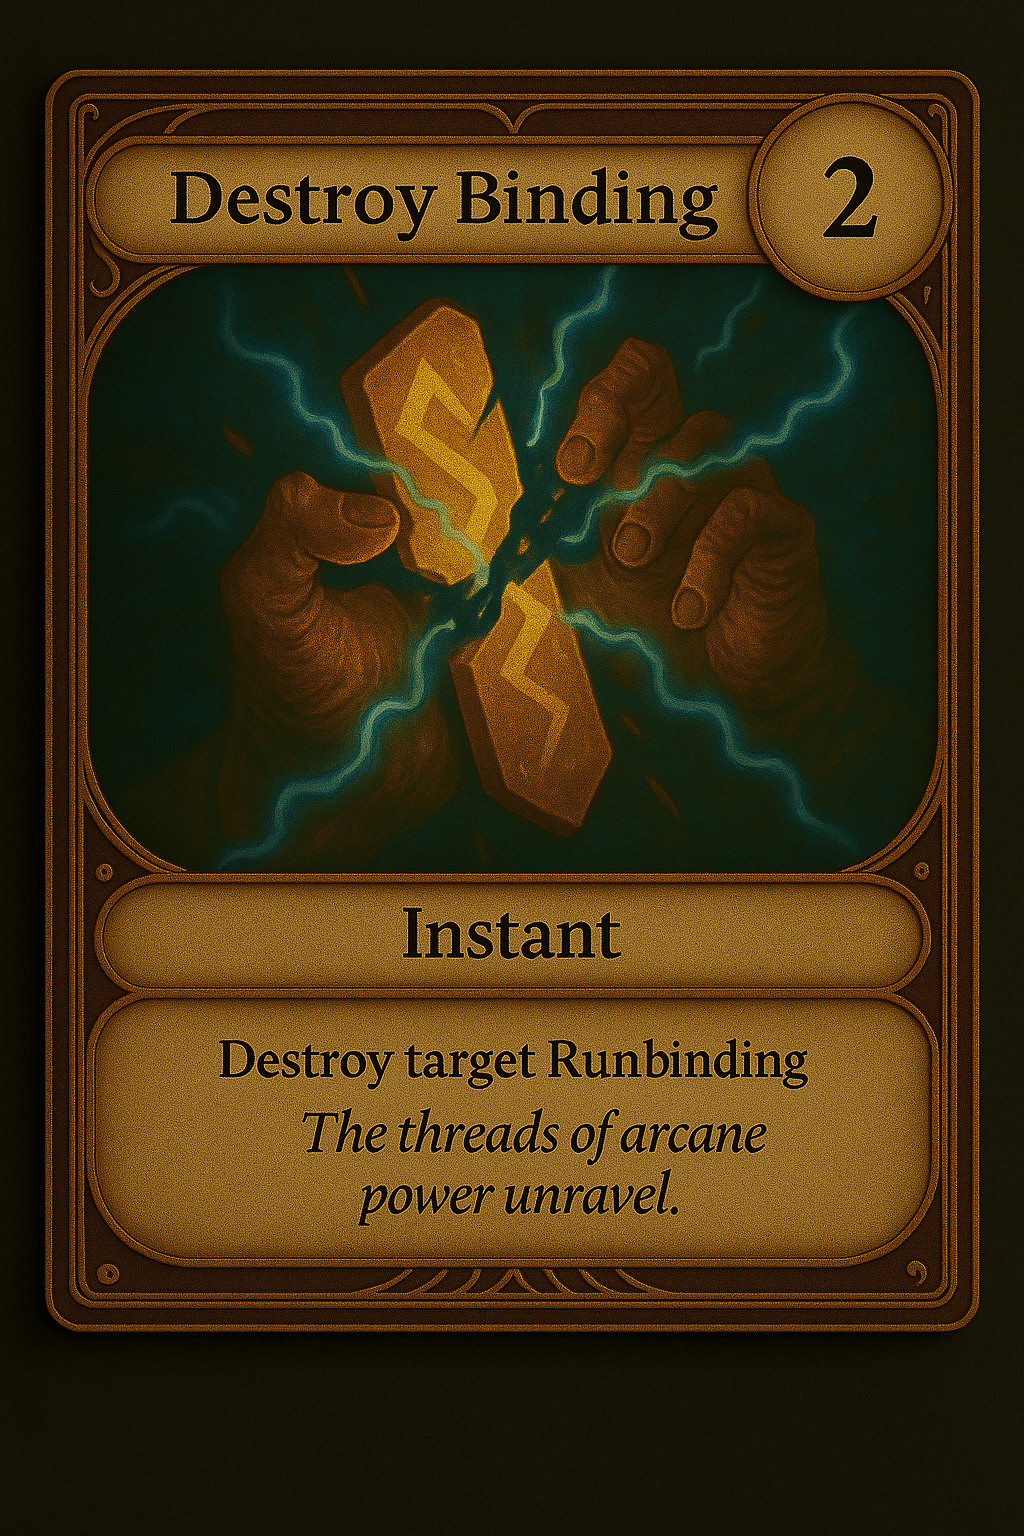 Destroy Binding
2
Instant
Destroy target Runbinding
The threads of arcane
power unravel.